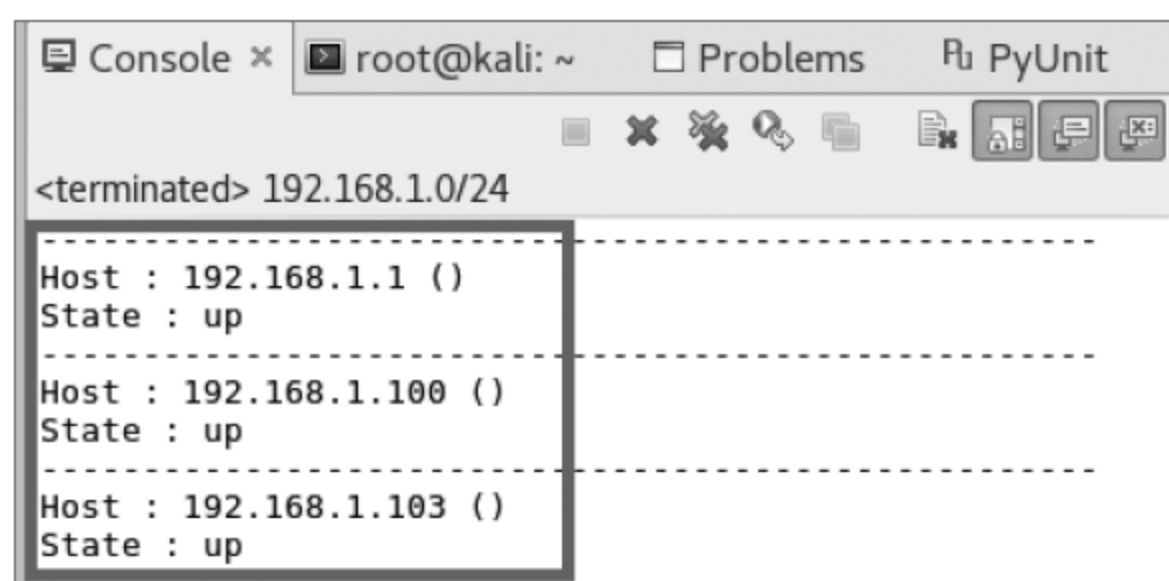 Console root@kali: ~ Problems PyUnit
<terminated> 192.168.1.0/24
-----------------------------------------------------
Host : 192.168.1.1 ()
State : up
-----------------------------------------------------
Host : 192.168.1.100 ()
State : up
-----------------------------------------------------
Host : 192.168.1.103 ()
State : up